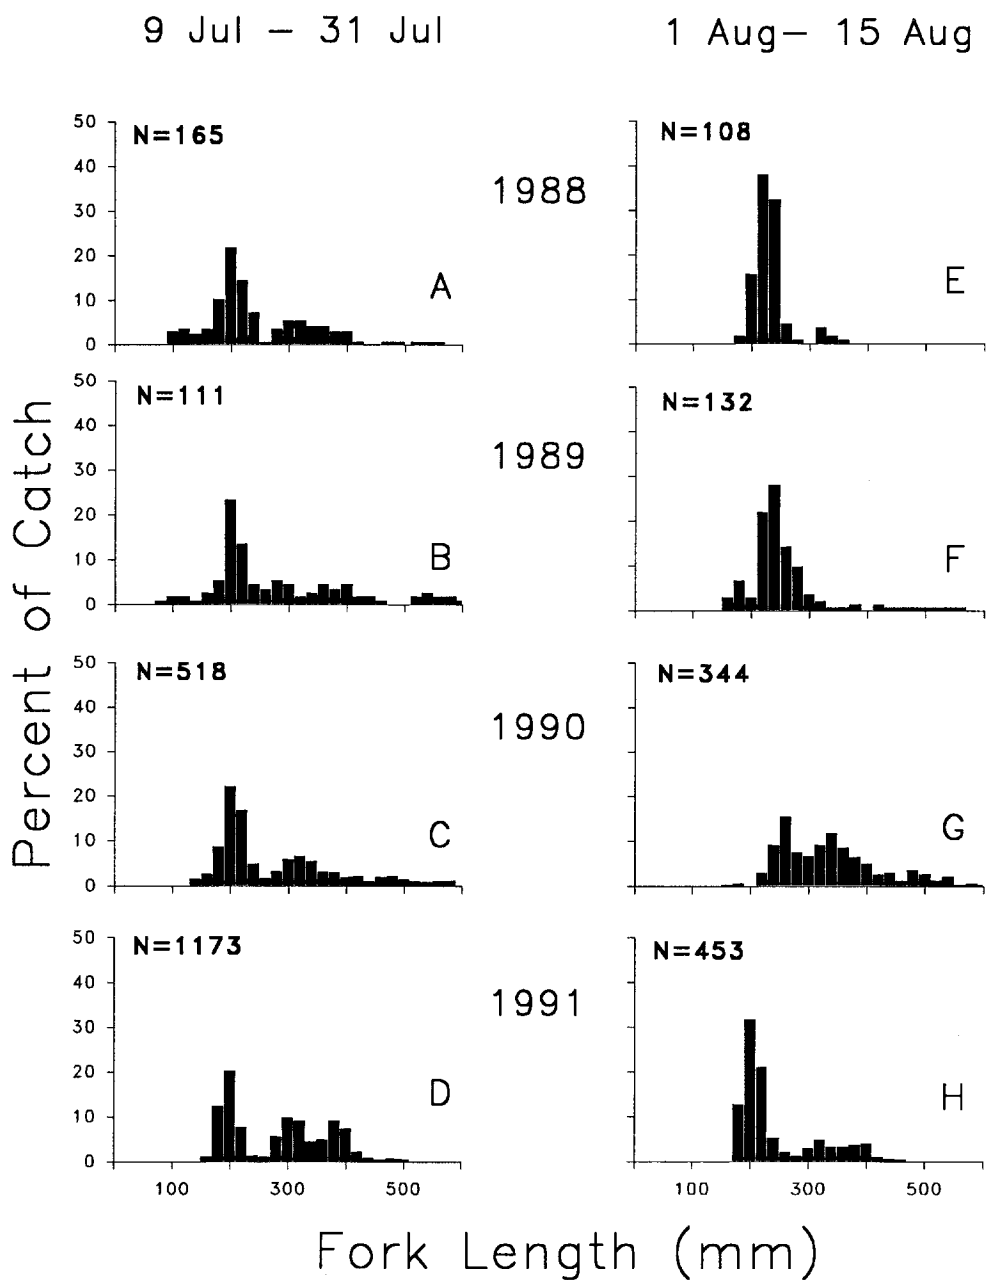 9 Jul - 31 Jul
1 Aug- 15 Aug
50
40
30
20
10
0
N=165
A
1988
N=108
E
50
40
30
20
10
0
N=111
B
1989
N=132
F
50
40
30
20
10
0
N=518
C
1990
N=344
G
50
40
30
20
10
0
N=1173
D
1991
N=453
H
100 300 500
100 300 500
Percent of Catch
Fork Length (mm)